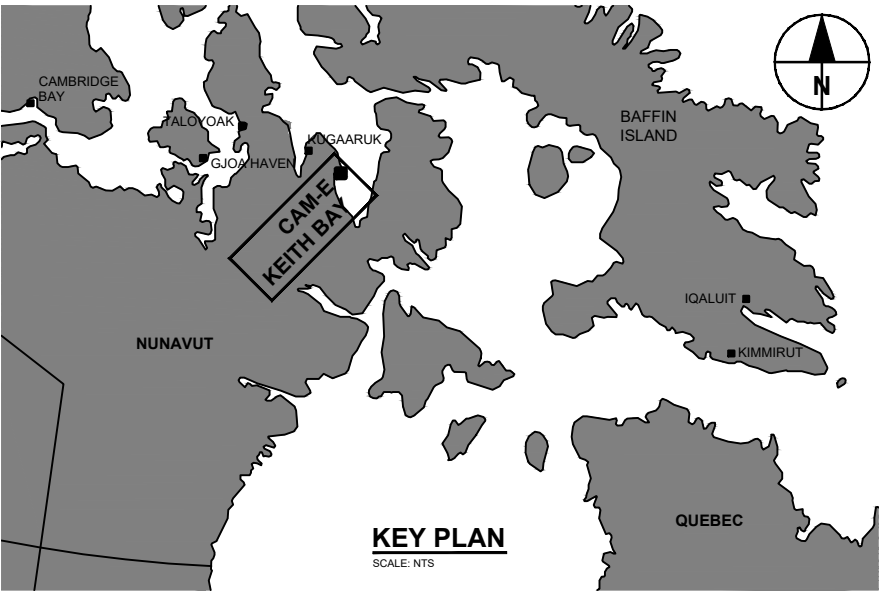 CAMBRIDGE
BAY
TALOYOAK
KUGAARUK
GJOA HAVEN
CAM-E
KEITH BAY
BAFFIN
ISLAND
N
IQALUIT
KIMMIRUT
NUNAVUT
QUEBEC
KEY PLAN
SCALE: NTS